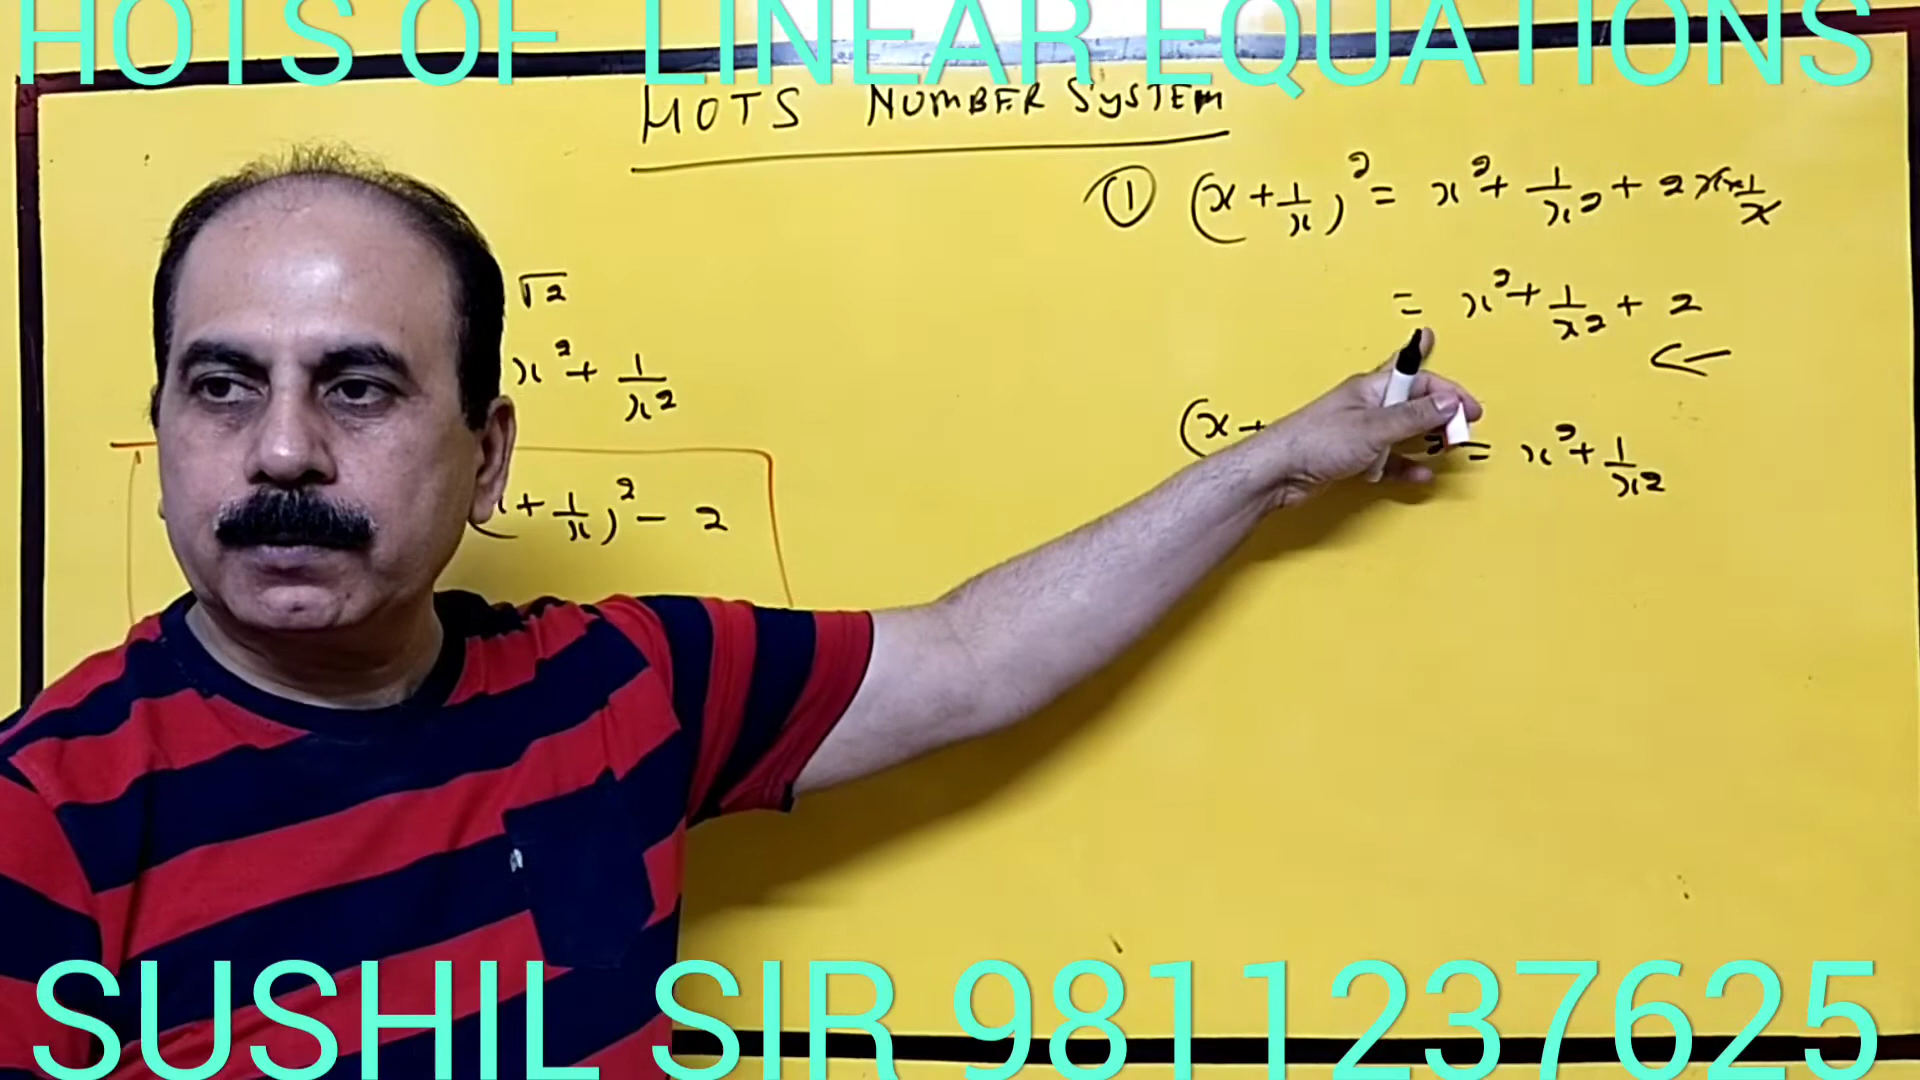 HOTS OF LINEAR EQUATIONS
HOTS NUMBER SYSTEM
① (x + 1/x)² = x² + 1/x² + 2 x x × 1/x
√2
= x² + 1/x² + 2
x² + 1/x²
←
(x + ² = x² + 1/x²
+ 1/x)² - 2
SUSHIL SIR 9811237625